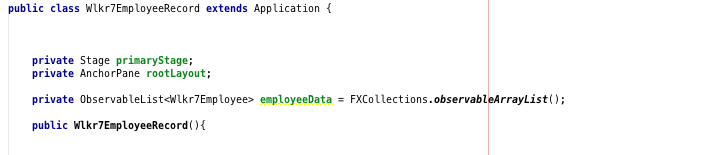 public class Wlkr7EmployeeRecord extends Application {
private Stage primaryStage;
private AnchorPane rootLayout;
private ObservableList<Wlkr7Employee> employeeData = FXCollections.observableArrayList();
public Wlkr7EmployeeRecord(){